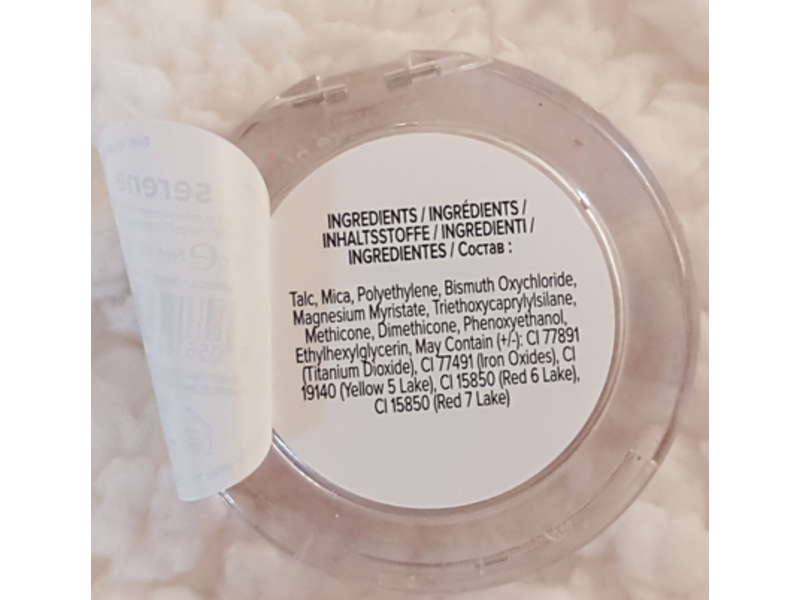 INGREDIENTS / INGRÉDIENTS /
INHALTSSTOFFE / INGREDIENTI /
INGREDIENTES / Состав :
Talc, Mica, Polyethylene, Bismuth Oxychloride,
Magnesium Myristate, Triethoxycaprylylsilane,
Methicone, Dimethicone, Phenoxyethanol,
Ethylhexylglycerin, May Contain (+/-): CI 77891
(Titanium Dioxide), CI 77491 (Iron Oxides), CI
19140 (Yellow 5 Lake), CI 15850 (Red 6 Lake),
CI 15850 (Red 7 Lake)
serene